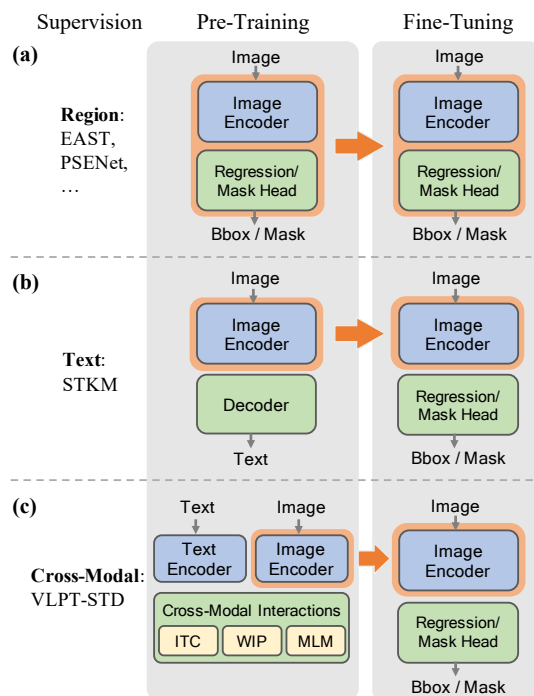 Supervision Pre-Training Fine-Tuning
(a)
Image Image
Image Encoder Image Encoder
Region:
EAST,
PSENet,
…
Regression/ Mask Head Regression/ Mask Head
Bbox / Mask Bbox / Mask
(b)
Image Image
Image Encoder Image Encoder
Text:
STKM
Decoder Regression/ Mask Head
Text Bbox / Mask
(c)
Text Image Image
Text Encoder Image Encoder Image Encoder
Cross-Modal:
VLPT-STD
Cross-Modal Interactions
ITC WIP MLM
Regression/ Mask Head
Bbox / Mask